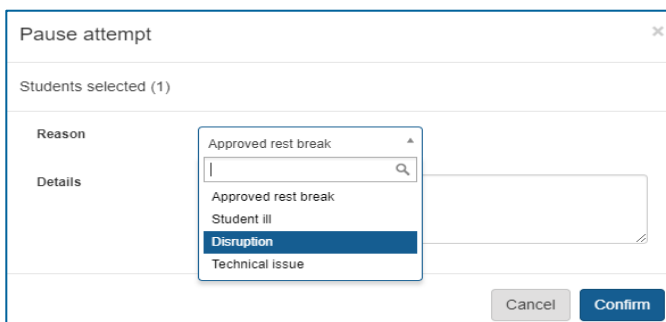 Pause attempt
Students selected (1)
Reason
Approved rest break
Details
Approved rest break
Student ill
Disruption
Technical issue
Cancel
Confirm